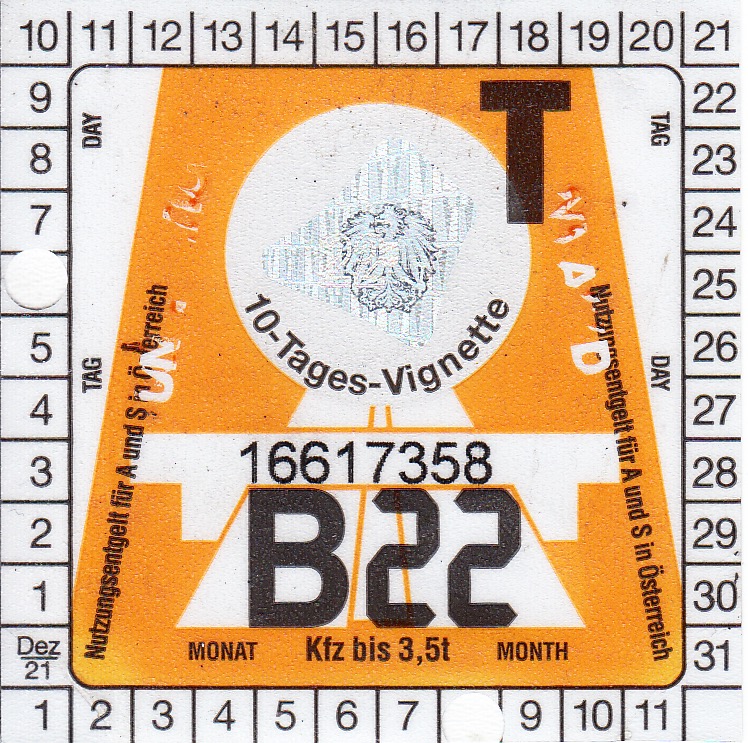 10 11 12 13 14 15 16 17 18 19 20 21
9 22
8 23
7 24
25
5 26
4 27
3 28
2 29
1 30
Dez
21
31
1 2 3 4 5 6 7 9 10 11
DAY
TAG
T
10-Tages-Vignette
TAG
DAY
Nutzungsentgelt für A und S in Österreich
Nutzungsentgelt für A und S in Österreich
16617358
B22
MONAT Kfz bis 3,5t MONTH